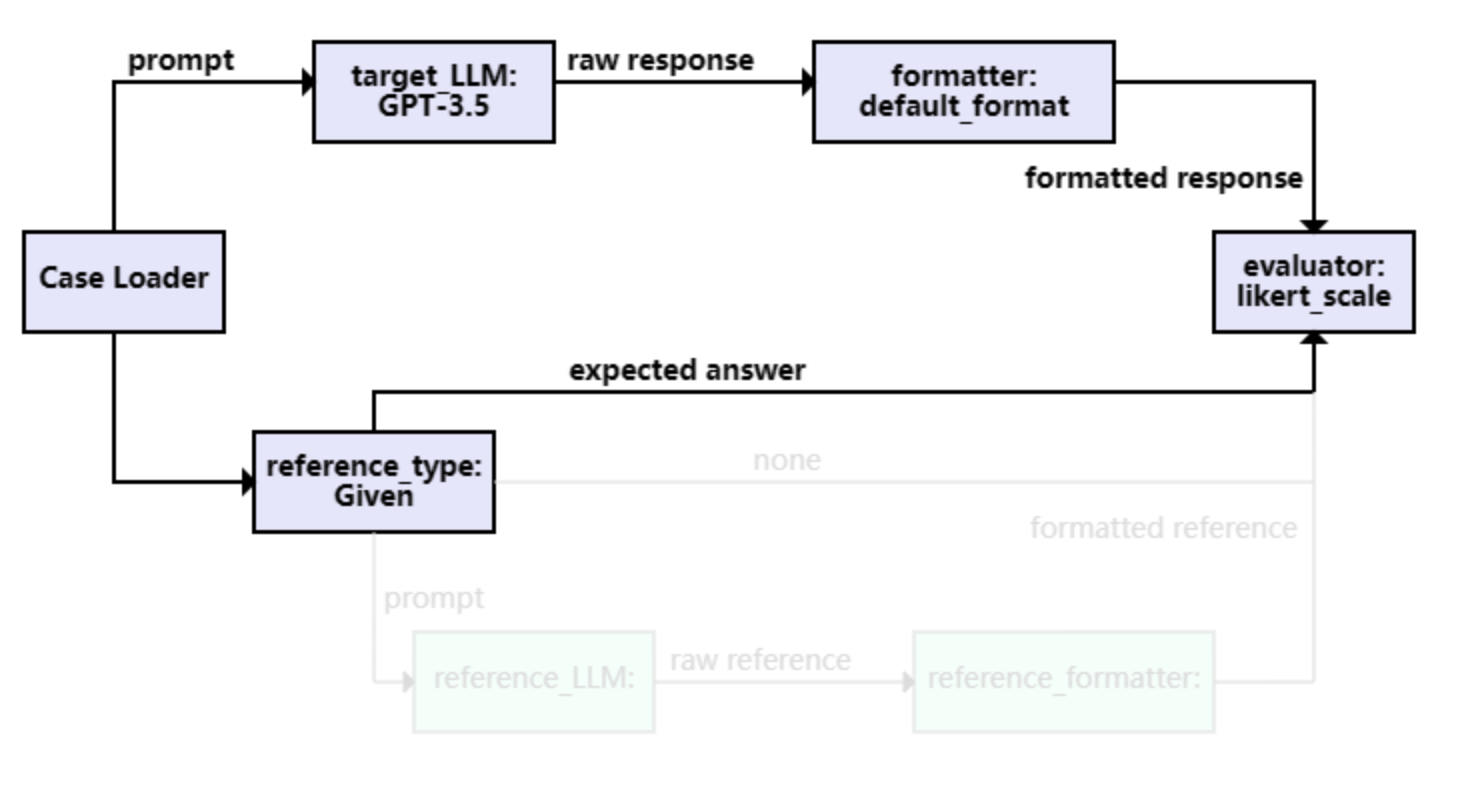 prompt
target_LLM:
GPT-3.5
raw response
formatter:
default_format
formatted response
Case Loader
evaluator:
likert_scale
expected answer
reference_type:
Given
none
formatted reference
prompt
reference_LLM:
raw reference
reference_formatter: